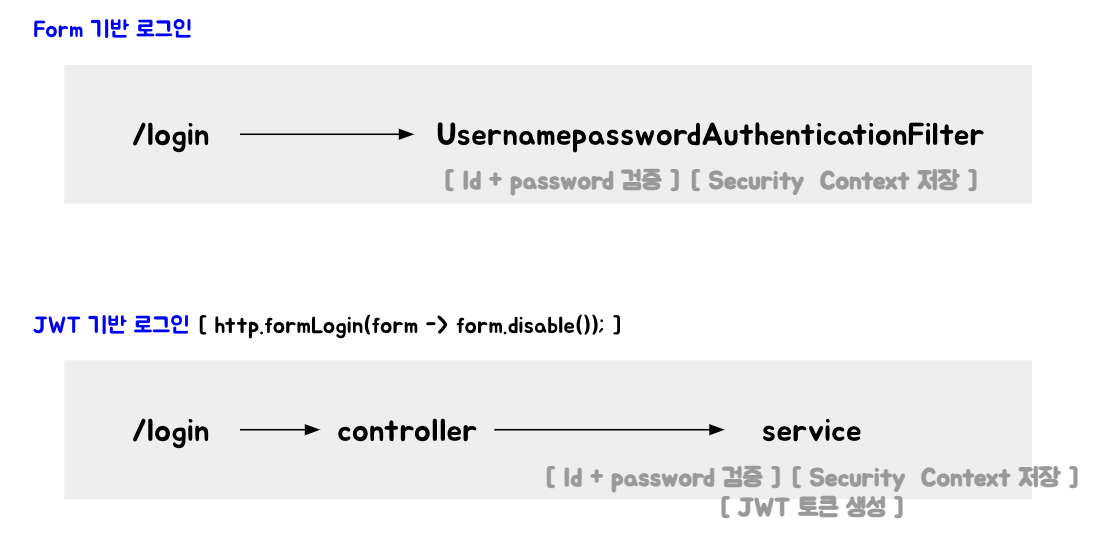 Form 기반 로그인
/login UsernamepasswordAuthenticationFilter
[ Id + password 검증 ] [ Security Context 저장 ]
JWT 기반 로그인 [ http.formLogin(form -> form.disable()); ]
/login controller service
[ Id + password 검증 ] [ Security Context 저장 ]
[ JWT 토큰 생성 ]